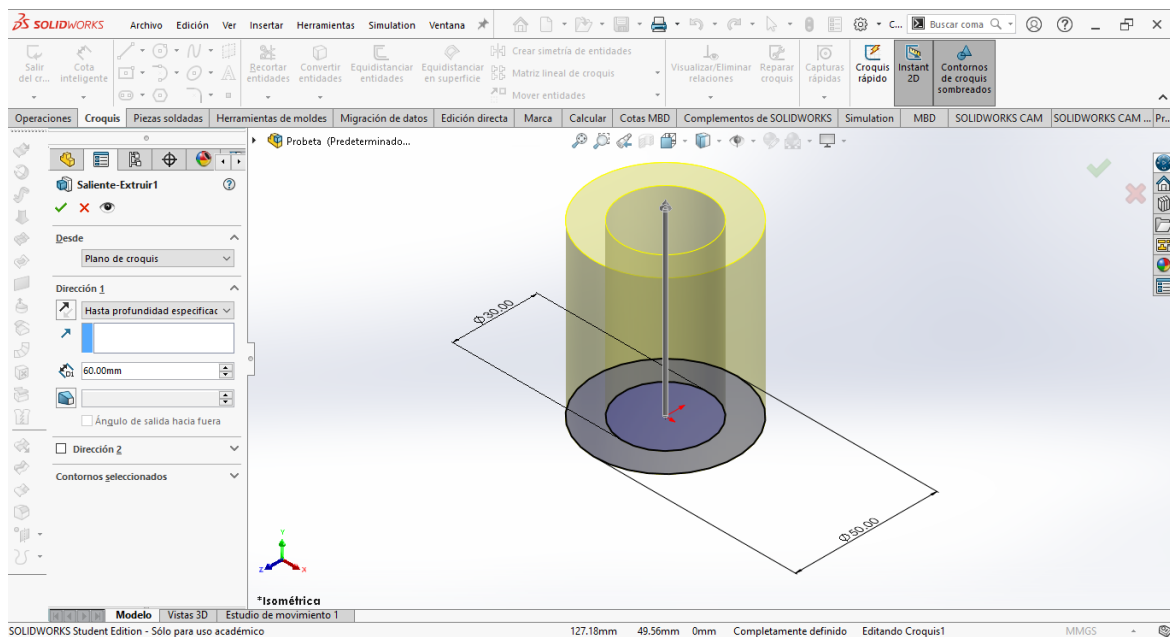 SOLIDWORKS Archivo Edición Ver Insertar Herramientas Simulation Ventana C... Buscar coma
Salir del cr...
Cota inteligente
Recortar entidades
Convertir entidades
Equidistanciar entidades
Equidistanciar en superficie
Crear simetría de entidades
Matriz lineal de croquis
Mover entidades
Visualizar/Eliminar relaciones
Reparar croquis
Capturas rápidas
Croquis rápido
Instant 2D
Contornos de croquis sombreados
Operaciones Croquis Piezas soldadas Herramientas de moldes Migración de datos Edición directa Marca Calcular Cotas MBD Complementos de SOLIDWORKS Simulation MBD SOLIDWORKS CAM SOLIDWORKS CAM ... Pr...
Probeta (Predeterminado...
Saliente-Extruir1
Desde
Plano de croquis
Dirección 1
Hasta profundidad especificac
D1 60.00mm
Ángulo de salida hacia fuera
Dirección 2
Contornos seleccionados
Ø30.00
Ø50.00
Y
Z X
*Isométrica
Modelo Vistas 3D Estudio de movimiento 1
SOLIDWORKS Student Edition - Sólo para uso académico 127.18mm 49.56mm 0mm Completamente definido Editando Croquis1 MMGS